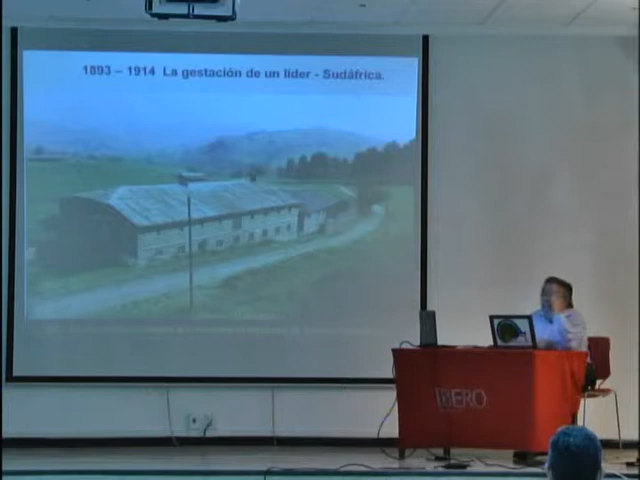 1893 – 1914 La gestación de un líder - Sudáfrica.
IBERO